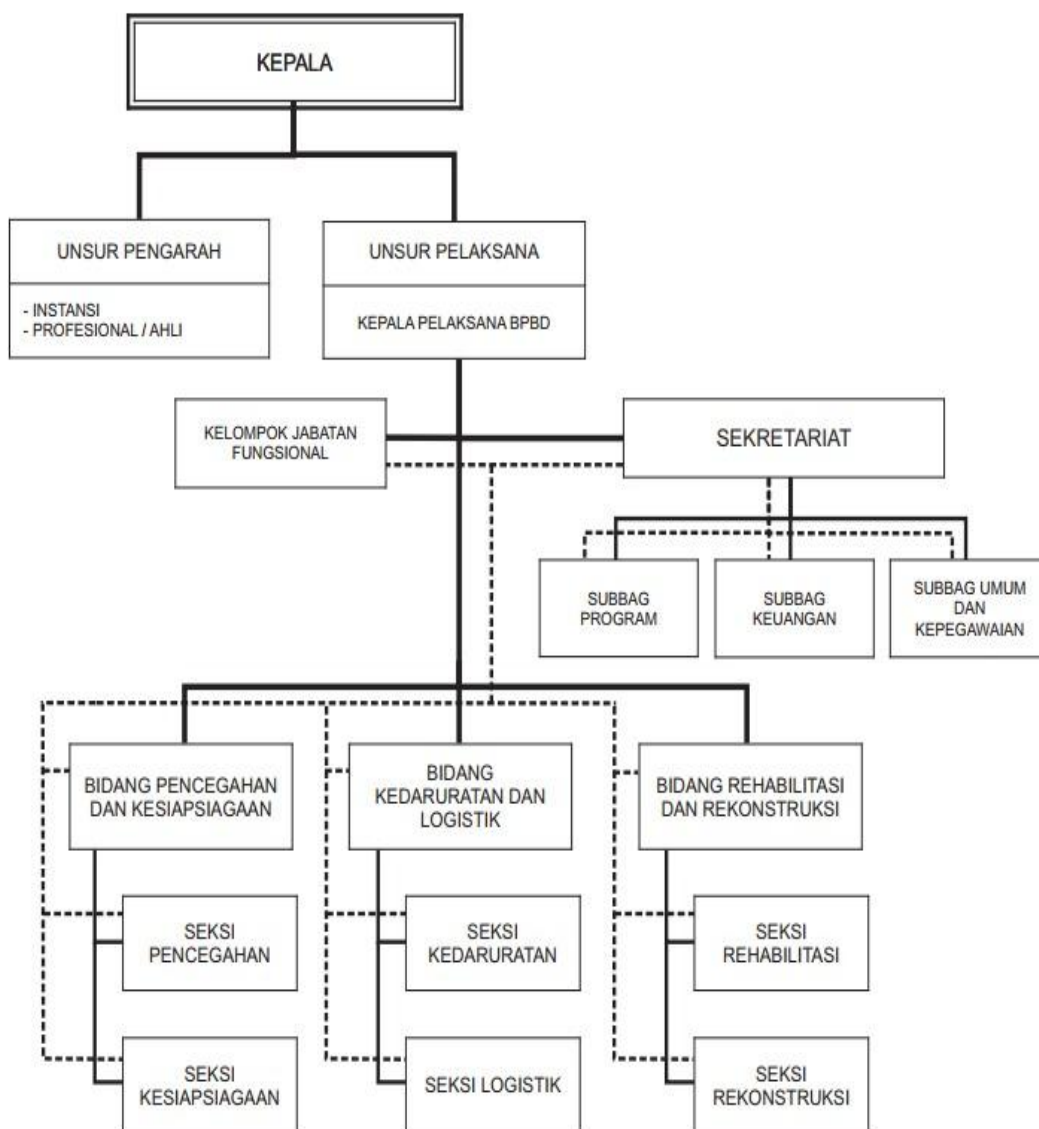 KEPALA
UNSUR PENGARAH
- INSTANSI
- PROFESIONAL / AHLI
UNSUR PELAKSANA
KEPALA PELAKSANA BPBD
KELOMPOK JABATAN
FUNGSIONAL
SEKRETARIAT
SUBBAG
PROGRAM
SUBBAG
KEUANGAN
SUBBAG UMUM
DAN
KEPEGAWAIAN
BIDANG PENCEGAHAN
DAN KESIAPSIAGAAN
BIDANG
KEDARURATAN DAN
LOGISTIK
BIDANG REHABILITASI
DAN REKONSTRUKSI
SEKSI
PENCEGAHAN
SEKSI
KEDARURATAN
SEKSI
REHABILITASI
SEKSI
KESIAPSIAGAAN
SEKSI LOGISTIK
SEKSI
REKONSTRUKSI